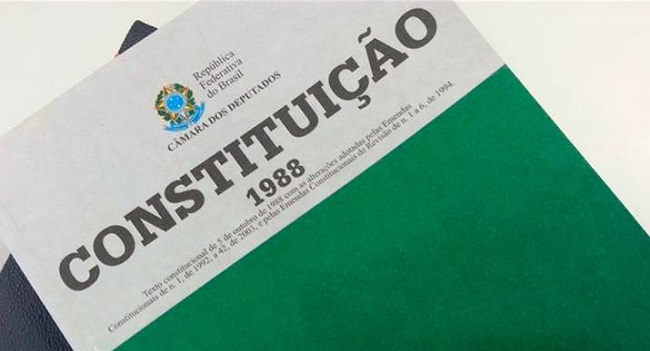 República
Federativa
do Brasil
CÂMARA DOS DEPUTADOS
CONSTITUIÇÃO
1988
Texto constitucional de 5 de outubro de 1988 com as alterações adotadas pelas Emendas
Constitucionais de n. 1, de 1992, a 42, de 2003, e pelas Emendas Constitucionais de Revisão de n. 1 a 6, de 1994.